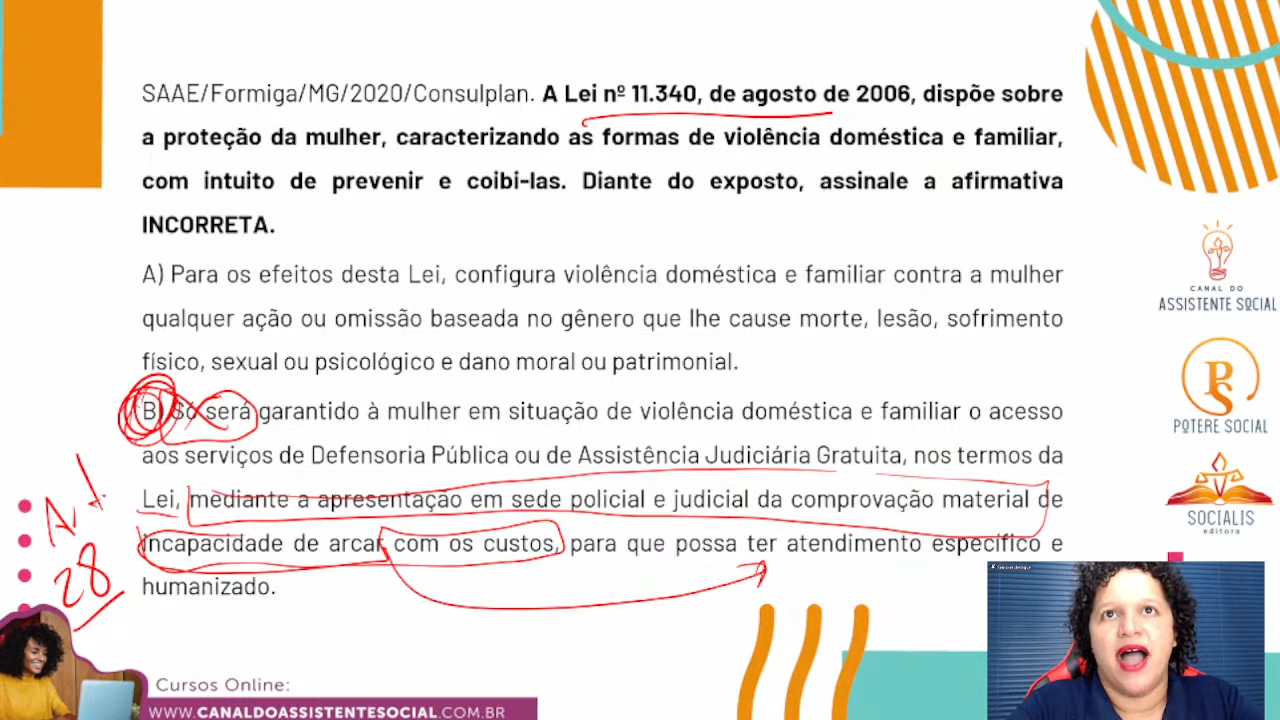 SAAE/Formiga/MG/2020/Consulplan. A Lei nº 11.340, de agosto de 2006, dispõe sobre
a proteção da mulher, caracterizando as formas de violência doméstica e familiar,
com intuito de prevenir e coibi-las. Diante do exposto, assinale a afirmativa
INCORRETA.
A) Para os efeitos desta Lei, configura violência doméstica e familiar contra a mulher
qualquer ação ou omissão baseada no gênero que lhe cause morte, lesão, sofrimento
físico, sexual ou psicológico e dano moral ou patrimonial.
B) Só será garantido à mulher em situação de violência doméstica e familiar o acesso
aos serviços de Defensoria Pública ou de Assistência Judiciária Gratuita, nos termos da
Lei, mediante a apresentação em sede policial e judicial da comprovação material de
incapacidade de arcar com os custos, para que possa ter atendimento específico e
humanizado.
28
CANAL DO
ASSISTENTE SOCIAL
POTERE SOCIAL
SOCIALIS
editora
Cursos Online:
WWW.CANALDOASSISTENTESOCIAL.COM.BR